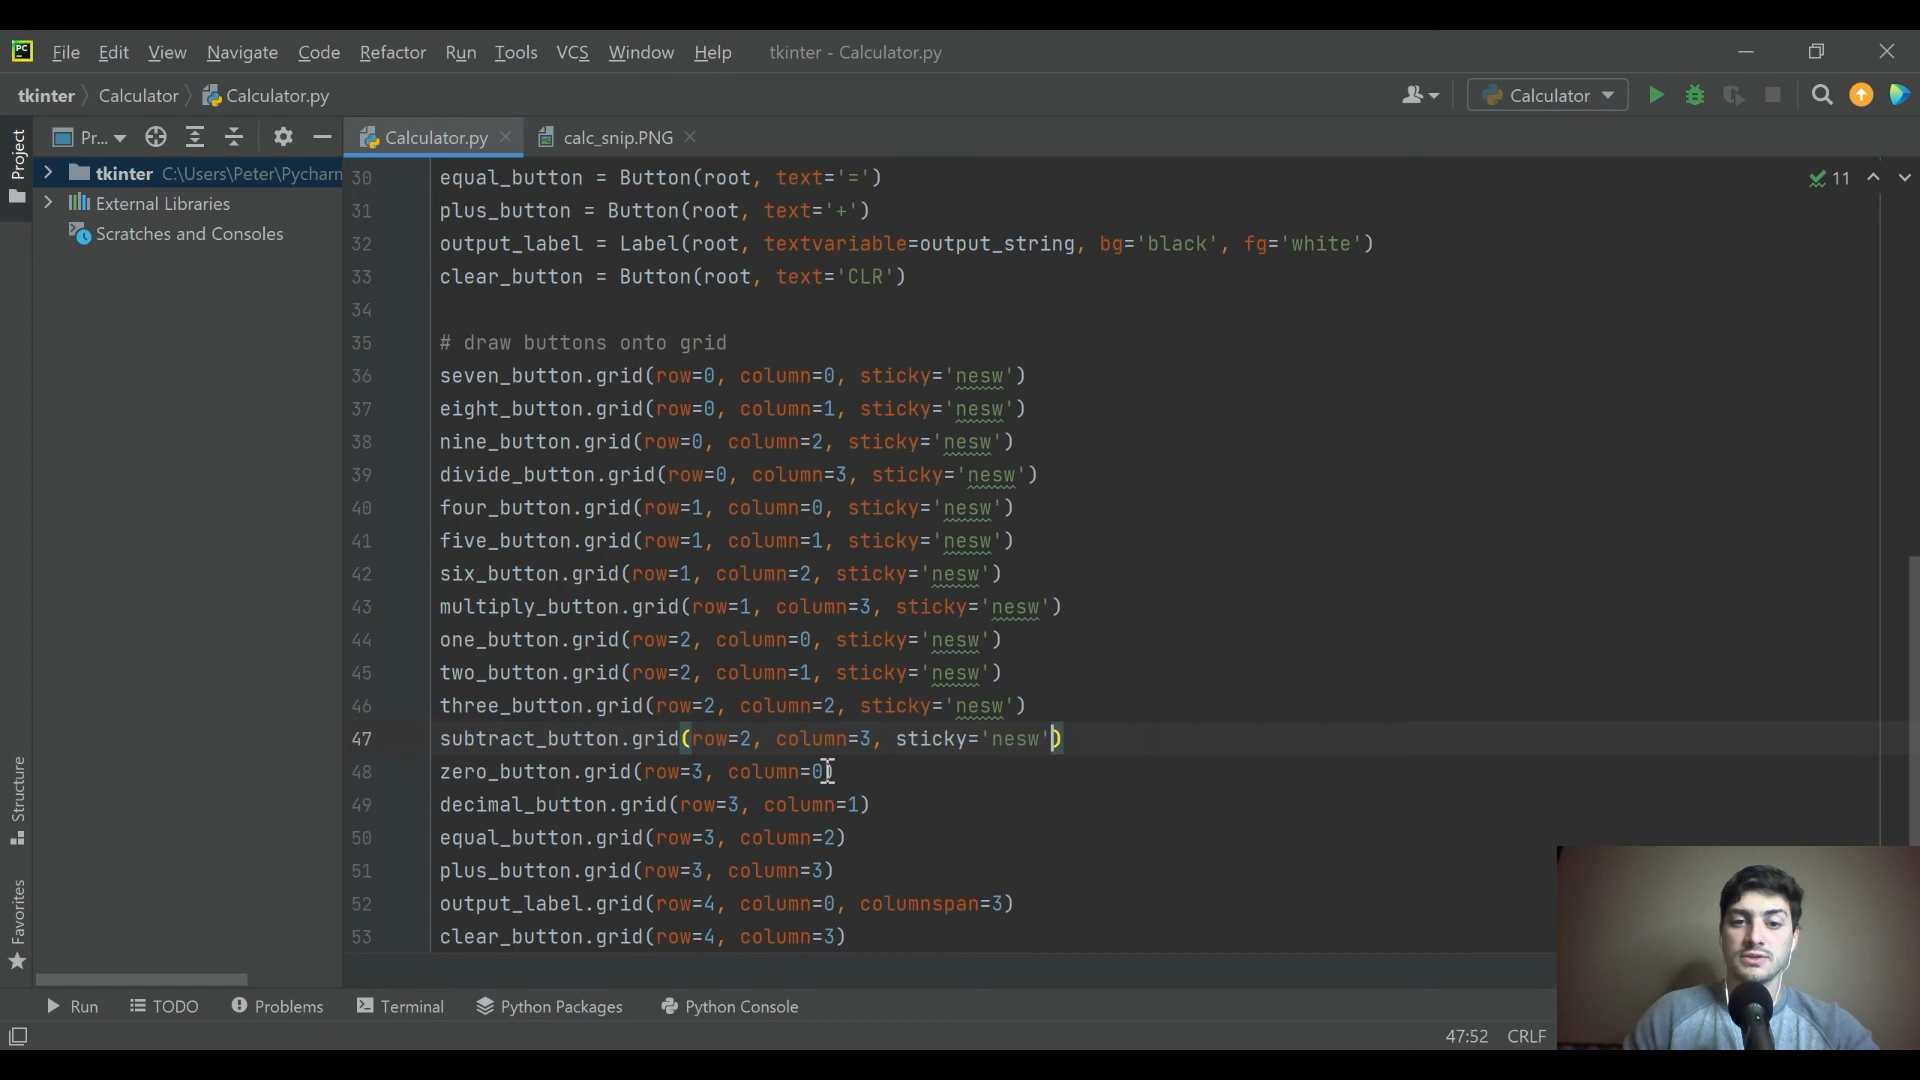 PC File Edit View Navigate Code Refactor Run Tools VCS Window Help tkinter - Calculator.py
tkinter Calculator Calculator.py Calculator
Project Pr... Calculator.py calc_snip.PNG
tkinter C:\Users\Peter\Pycharm
External Libraries
Scratches and Consoles
11
30 equal_button = Button(root, text='=')
31 plus_button = Button(root, text='+')
32 output_label = Label(root, textvariable=output_string, bg='black', fg='white')
33 clear_button = Button(root, text='CLR')
34
35 # draw buttons onto grid
36 seven_button.grid(row=0, column=0, sticky='nesw')
37 eight_button.grid(row=0, column=1, sticky='nesw')
38 nine_button.grid(row=0, column=2, sticky='nesw')
39 divide_button.grid(row=0, column=3, sticky='nesw')
40 four_button.grid(row=1, column=0, sticky='nesw')
41 five_button.grid(row=1, column=1, sticky='nesw')
42 six_button.grid(row=1, column=2, sticky='nesw')
43 multiply_button.grid(row=1, column=3, sticky='nesw')
44 one_button.grid(row=2, column=0, sticky='nesw')
45 two_button.grid(row=2, column=1, sticky='nesw')
46 three_button.grid(row=2, column=2, sticky='nesw')
47 subtract_button.grid(row=2, column=3, sticky='nesw')
48 zero_button.grid(row=3, column=0)
49 decimal_button.grid(row=3, column=1)
50 equal_button.grid(row=3, column=2)
51 plus_button.grid(row=3, column=3)
52 output_label.grid(row=4, column=0, columnspan=3)
53 clear_button.grid(row=4, column=3)
Structure
Favorites
Run TODO Problems Terminal Python Packages Python Console
47:52 CRLF